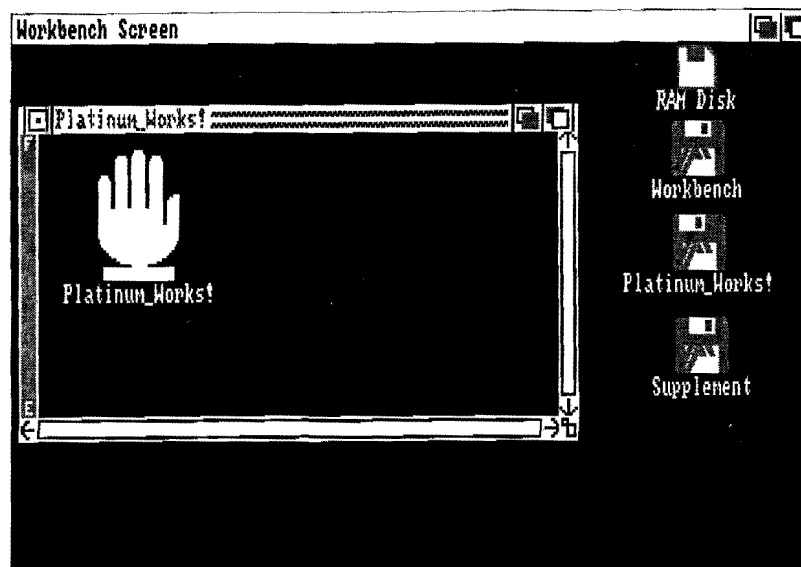 Workbench Screen
RAM Disk
Platinum_Works!
Workbench
Platinum_Works!
Platinum_Works!
Supplement
E